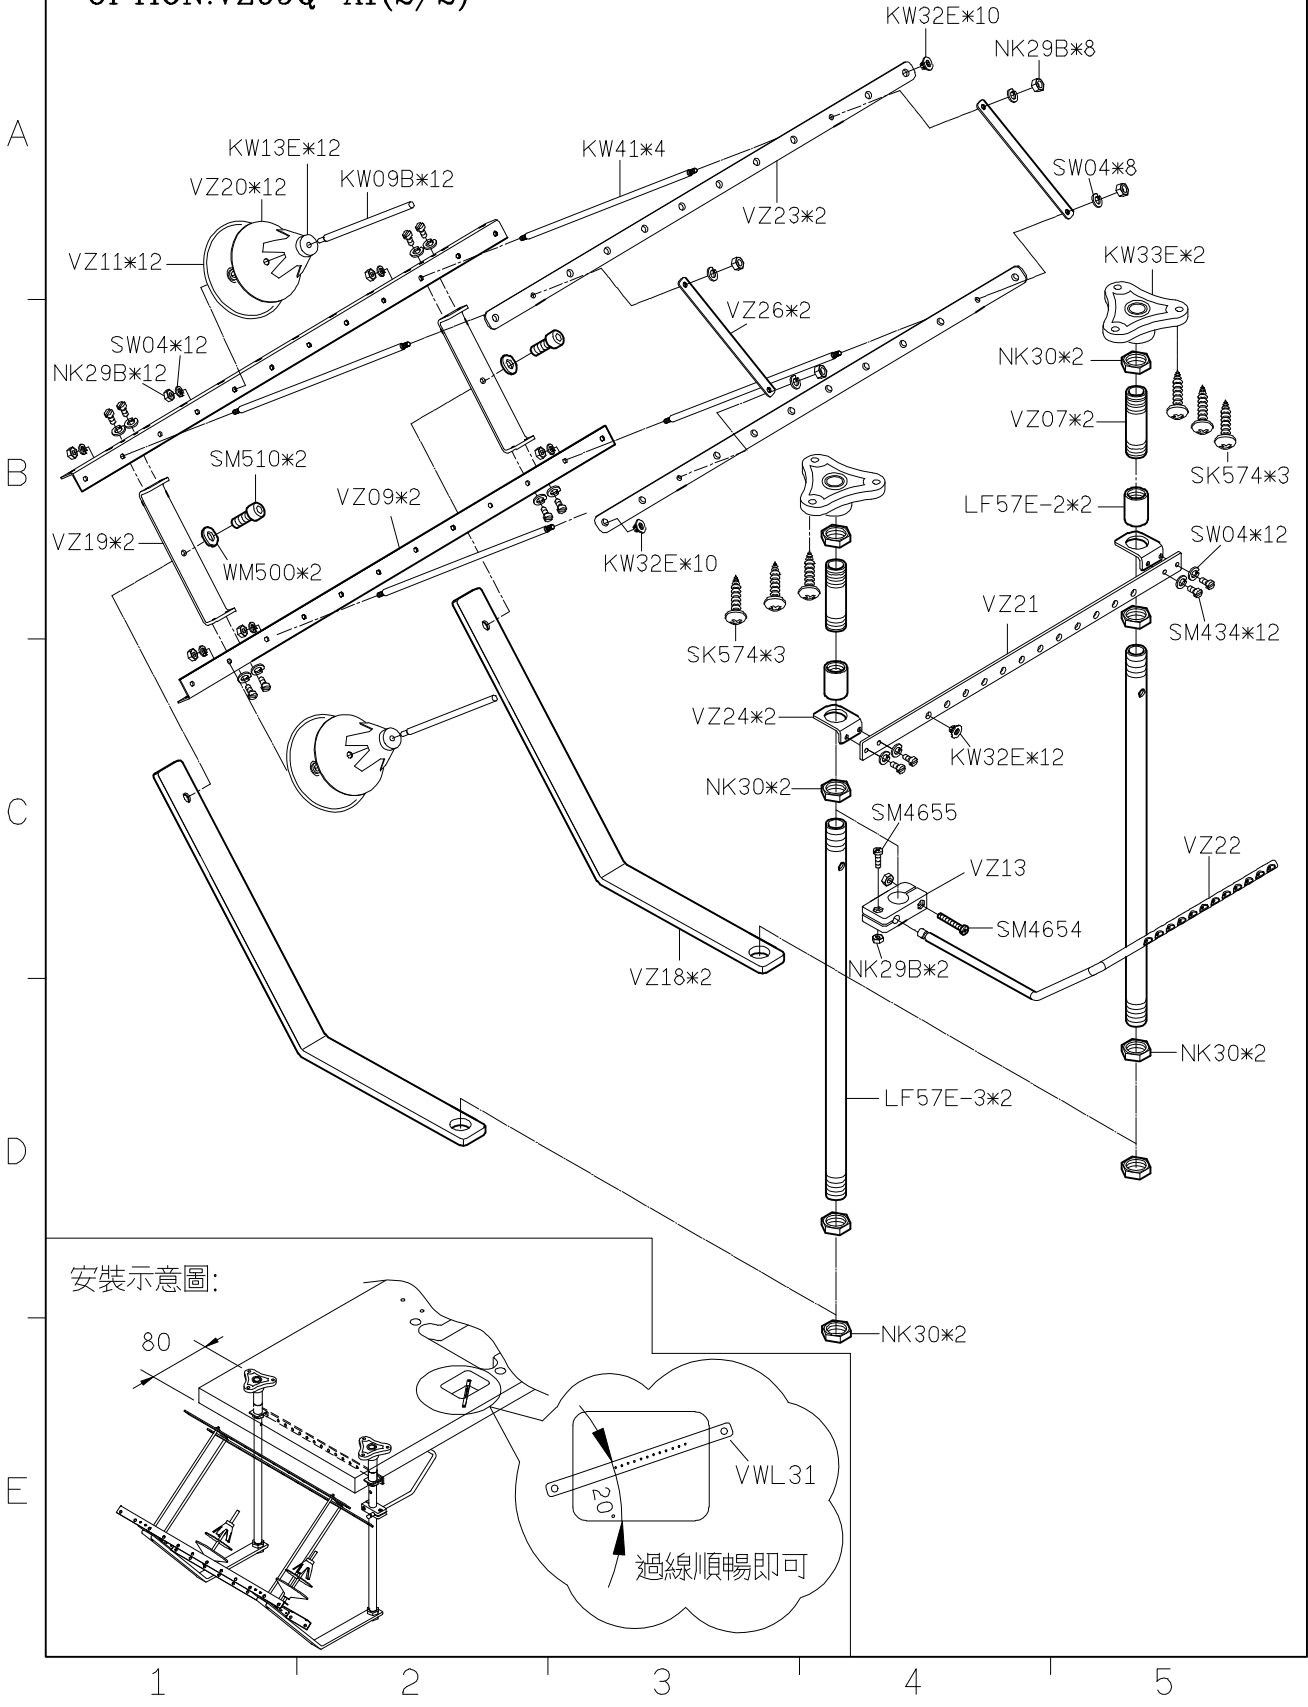 KW32E*10
NK29B*8
A
KW13E*12
KW41*4
VZ20*12
KW09B*12
SW04*8
VZ23*2
VZ11*12
KW33E*2
VZ26*2
SW04*12
NK30*2
NK29B*12
VZ07*2
SM510*2
B
SK574*3
VZ09*2
LF57E-2*2
VZ19*2
SW04*12
WM500*2
KW32E*10
VZ21
SM434*12
SK574*3
VZ24*2
KW32E*12
NK30*2
C
SM4655
VZ22
VZ13
SM4654
VZ18*2
NK29B*2
NK30*2
LF57E-3*2
D
安裝示意圖:
80
NK30*2
VWL31
E
20°
過線順暢即可
1
2
3
4
5